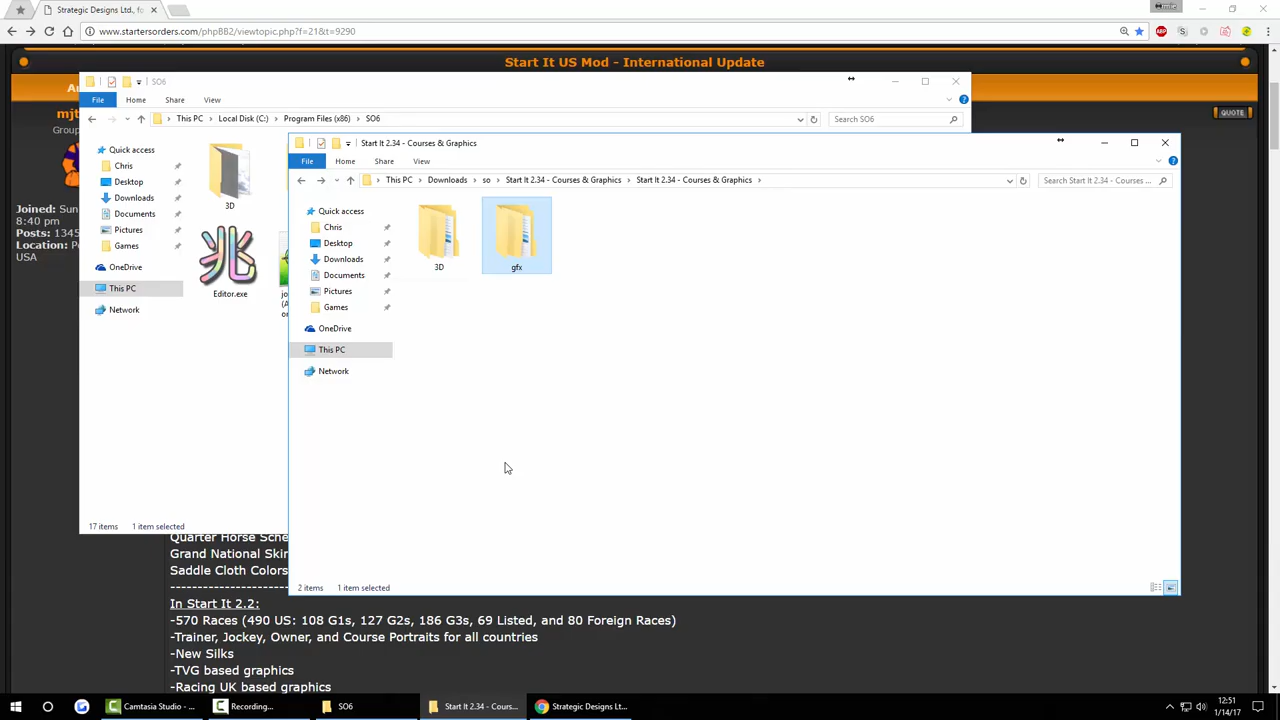 Strategic Designs Ltd., fo
www.startersorders.com/phpBB2/viewtopic.php?f=21&t=9290
Start It US Mod - International Update
QUOTE
Joined: Sun
8:40 pm
Posts: 1345
USA
SO6
File Home Share View
This PC Local Disk (C:) Program Files (x86) SO6
Search SO6
Quick access
Chris
Desktop
Downloads
Documents
Pictures
Games
OneDrive
This PC
Network
3D
Editor.exe
17 items 1 item selected
Start It 2.34 - Courses & Graphics
File Home Share View
This PC Downloads so Start It 2.34 - Courses & Graphics Start It 2.34 - Courses & Graphics
Search Start It 2.34 - Courses ...
Quick access
Chris
Desktop
Downloads
Documents
Pictures
Games
OneDrive
This PC
Network
3D
gfx
2 items 1 item selected
Quarter Horse Sche
Grand National Skin
Saddle Cloth Colors
In Start It 2.2:
-570 Races (490 US: 108 G1s, 127 G2s, 186 G3s, 69 Listed, and 80 Foreign Races)
-Trainer, Jockey, Owner, and Course Portraits for all countries
-New Silks
-TVG based graphics
-Racing UK based graphics
Camtasia Studio - ...
Recording...
SO6
Start It 2.34 - Cours...
Strategic Designs Lt...
12:51
1/14/17